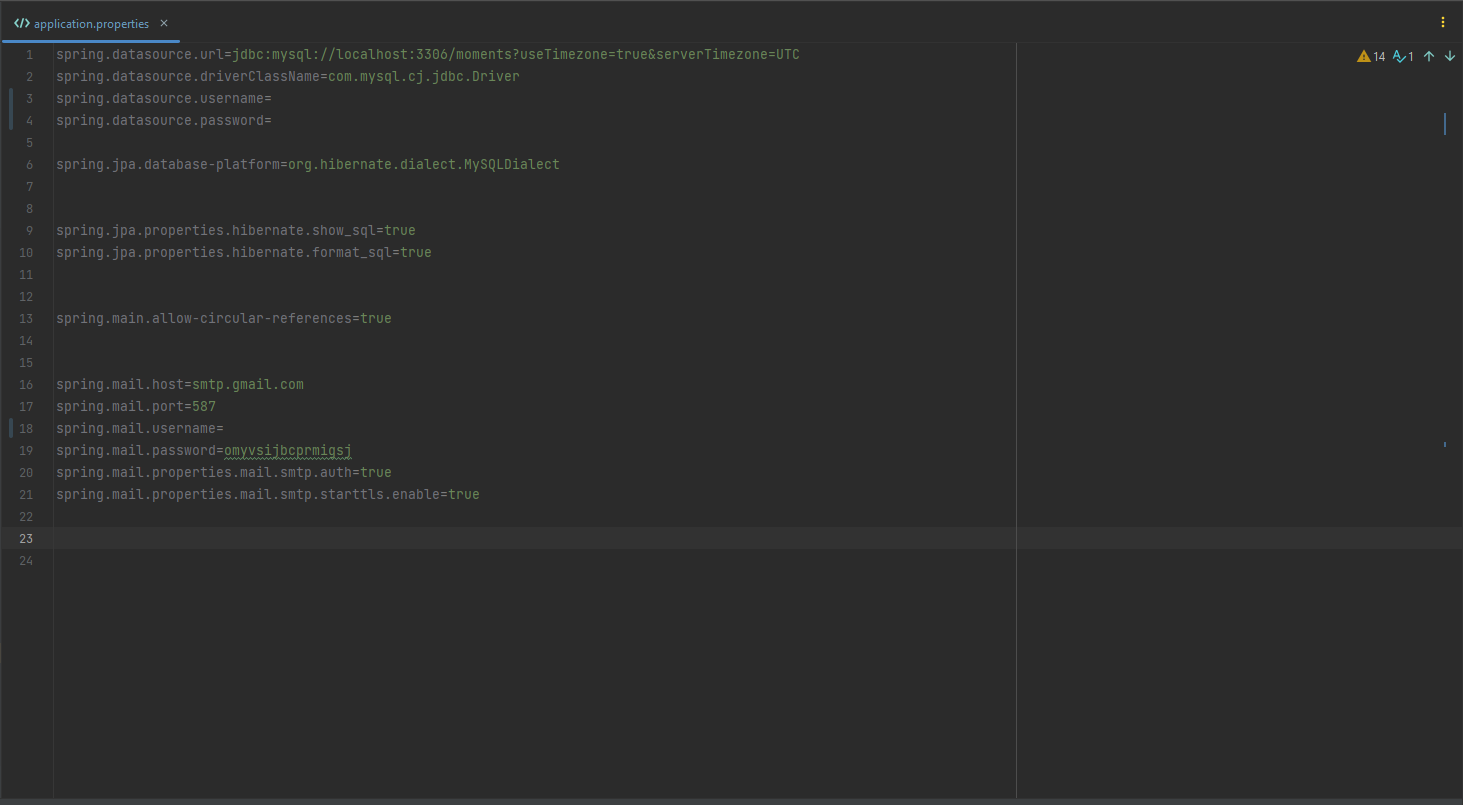 application.properties
14 1
1 spring.datasource.url=jdbc:mysql://localhost:3306/moments?useTimezone=true&serverTimezone=UTC
2 spring.datasource.driverClassName=com.mysql.cj.jdbc.Driver
3 spring.datasource.username=
4 spring.datasource.password=
5
6 spring.jpa.database-platform=org.hibernate.dialect.MySQLDialect
7
8
9 spring.jpa.properties.hibernate.show_sql=true
10 spring.jpa.properties.hibernate.format_sql=true
11
12
13 spring.main.allow-circular-references=true
14
15
16 spring.mail.host=smtp.gmail.com
17 spring.mail.port=587
18 spring.mail.username=
19 spring.mail.password=omyvsijbcprmiqsj
20 spring.mail.properties.mail.smtp.auth=true
21 spring.mail.properties.mail.smtp.starttls.enable=true
22
23
24